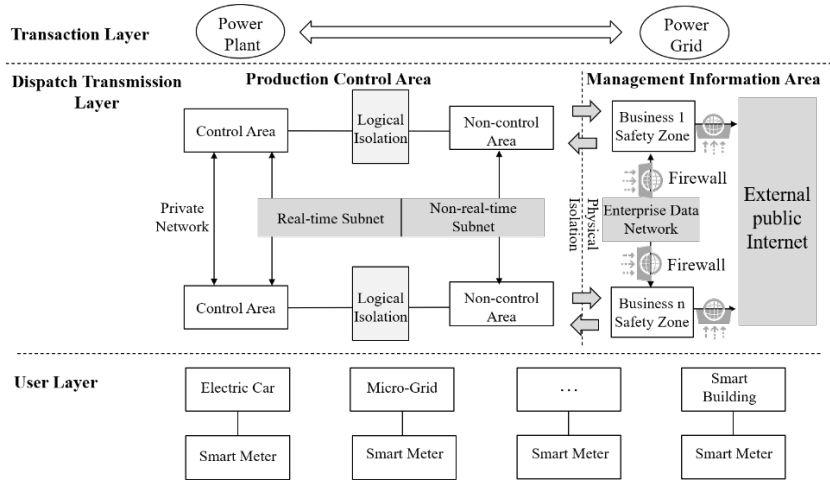 Transaction Layer
Power
Plant
Power
Grid
Dispatch Transmission
Layer
Production Control Area
Management Information Area
Control Area
Logical
Isolation
Non-control
Area
Business 1
Safety Zone
Firewall
Private
Network
Real-time Subnet
Non-real-time
Subnet
Physical
Isolation
Enterprise Data
Network
External
public
Internet
Firewall
Control Area
Logical
Isolation
Non-control
Area
Business n
Safety Zone
User Layer
Electric Car
Micro-Grid
...
Smart
Building
Smart Meter
Smart Meter
Smart Meter
Smart Meter